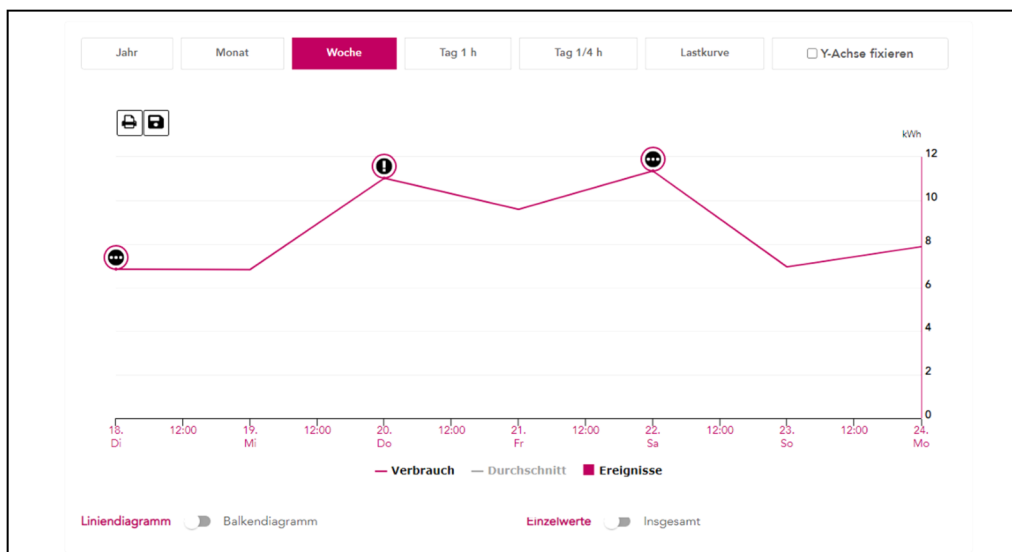 Jahr Monat Woche Tag 1 h Tag 1/4 h Lastkurve Y-Achse fixieren
kWh
12
10
8
6
4
2
0
18. 12:00 19. 12:00 20. 12:00 21. 12:00 22. 12:00 23. 12:00 24.
Di Mi Do Fr Sa So Mo
Verbrauch Durchschnitt Ereignisse
Liniendiagramm Balkendiagramm Einzelwerte Insgesamt